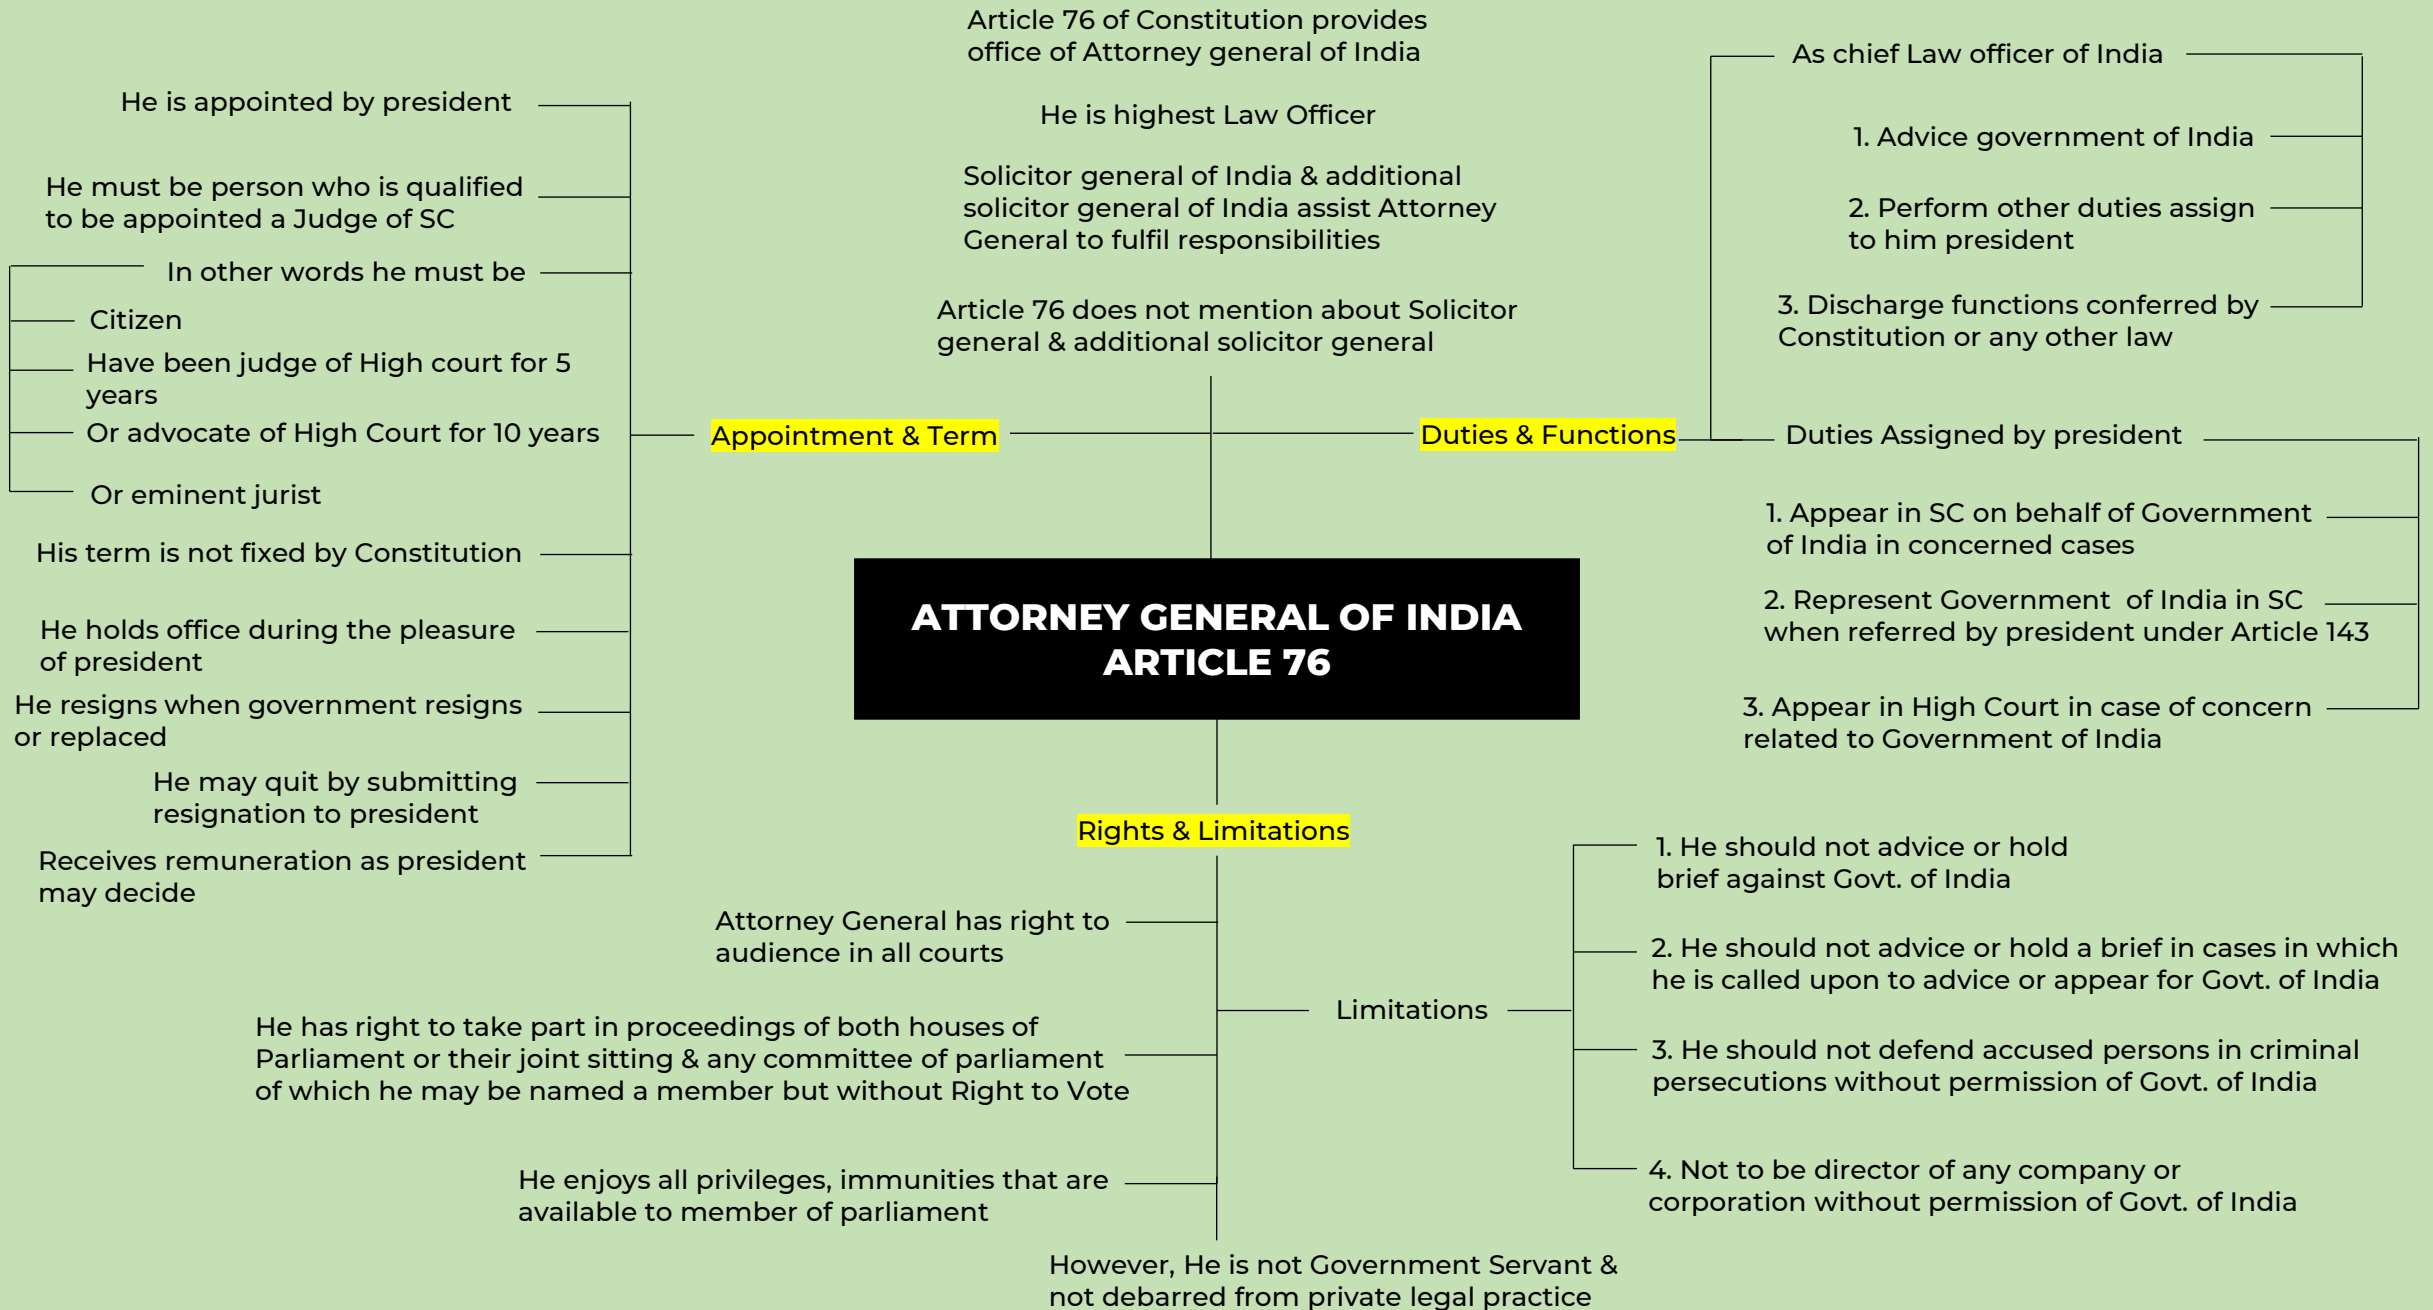 Article 76 of Constitution provides
office of Attorney general of India
He is highest Law Officer
Solicitor general of India & additional
solicitor general of India assist Attorney
General to fulfil responsibilities
Article 76 does not mention about Solicitor
general & additional solicitor general
ATTORNEY GENERAL OF INDIA
ARTICLE 76
Appointment & Term
He is appointed by president
He must be person who is qualified
to be appointed a Judge of SC
In other words he must be
Citizen
Have been judge of High court for 5
years
Or advocate of High Court for 10 years
Or eminent jurist
His term is not fixed by Constitution
He holds office during the pleasure
of president
He resigns when government resigns
or replaced
He may quit by submitting
resignation to president
Receives remuneration as president
may decide
Duties & Functions
As chief Law officer of India
1. Advice government of India
2. Perform other duties assign
to him president
3. Discharge functions conferred by
Constitution or any other law
Duties Assigned by president
1. Appear in SC on behalf of Government
of India in concerned cases
2. Represent Government of India in SC
when referred by president under Article 143
3. Appear in High Court in case of concern
related to Government of India
Rights & Limitations
Attorney General has right to
audience in all courts
He has right to take part in proceedings of both houses of
Parliament or their joint sitting & any committee of parliament
of which he may be named a member but without Right to Vote
He enjoys all privileges, immunities that are
available to member of parliament
Limitations
1. He should not advice or hold
brief against Govt. of India
2. He should not advice or hold a brief in cases in which
he is called upon to advice or appear for Govt. of India
3. He should not defend accused persons in criminal
persecutions without permission of Govt. of India
4. Not to be director of any company or
corporation without permission of Govt. of India
However, He is not Government Servant &
not debarred from private legal practice